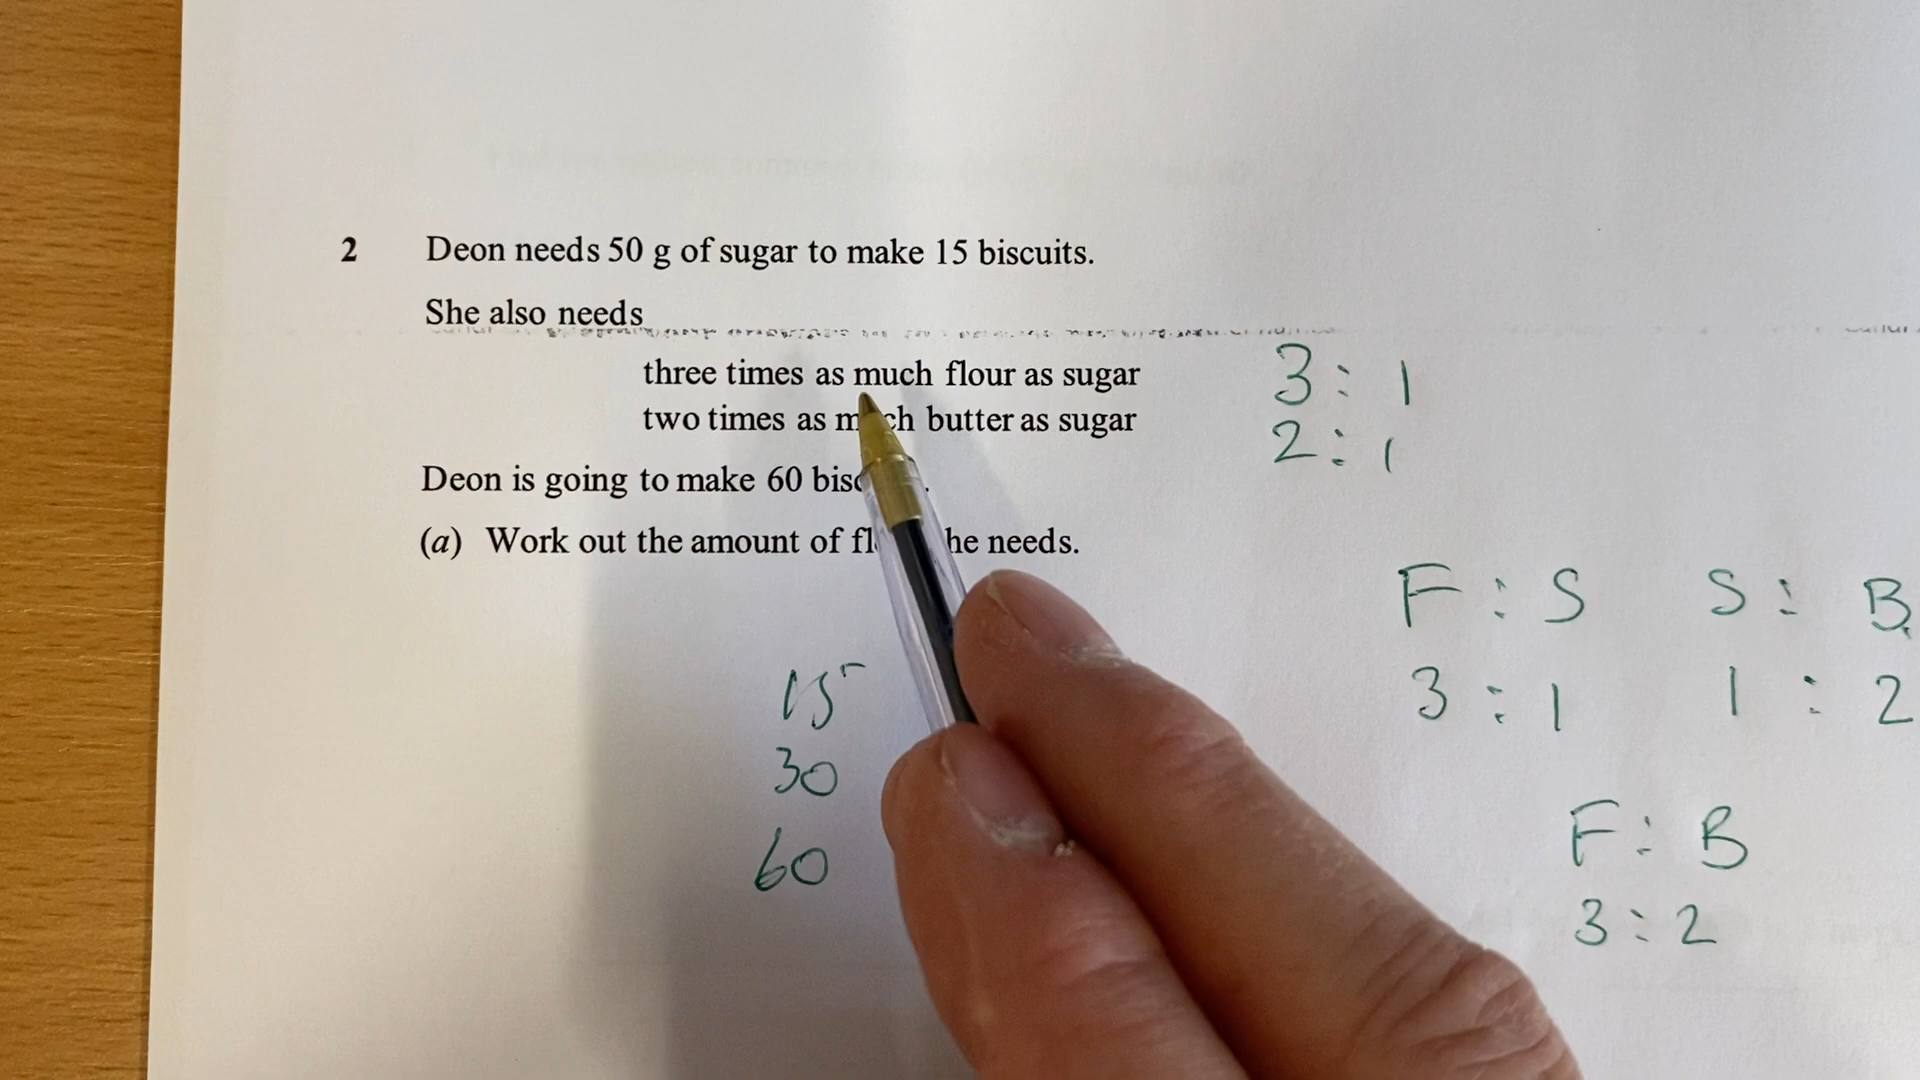 2 Deon needs 50 g of sugar to make 15 biscuits.
She also needs
three times as much flour as sugar 3 : 1
two times as m ch butter as sugar 2 : 1
Deon is going to make 60 bisc .
(a) Work out the amount of fl he needs.
F : S S : B
3 : 1 1 : 2
15
30
60
F : B
3 : 2